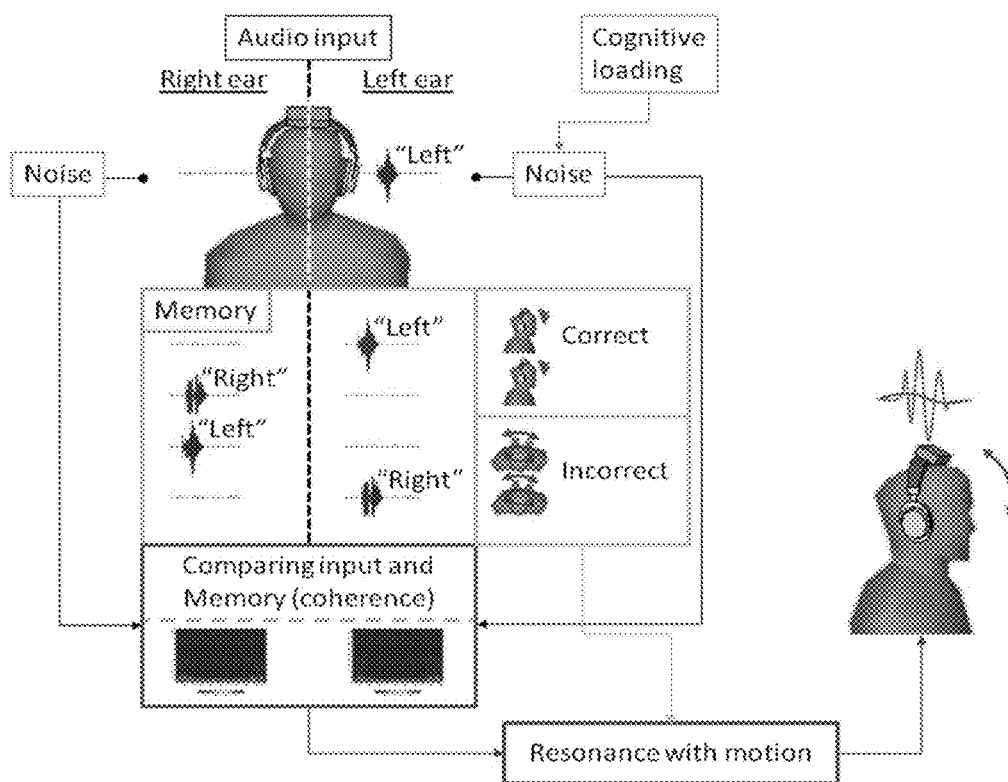 Audio input
Right ear
Left ear
Cognitive
loading
Noise
"Left"
Noise
Memory
"Left"
"Right"
"Left"
"Right"
Correct
Incorrect
Comparing input and
Memory (coherence)
Resonance with motion